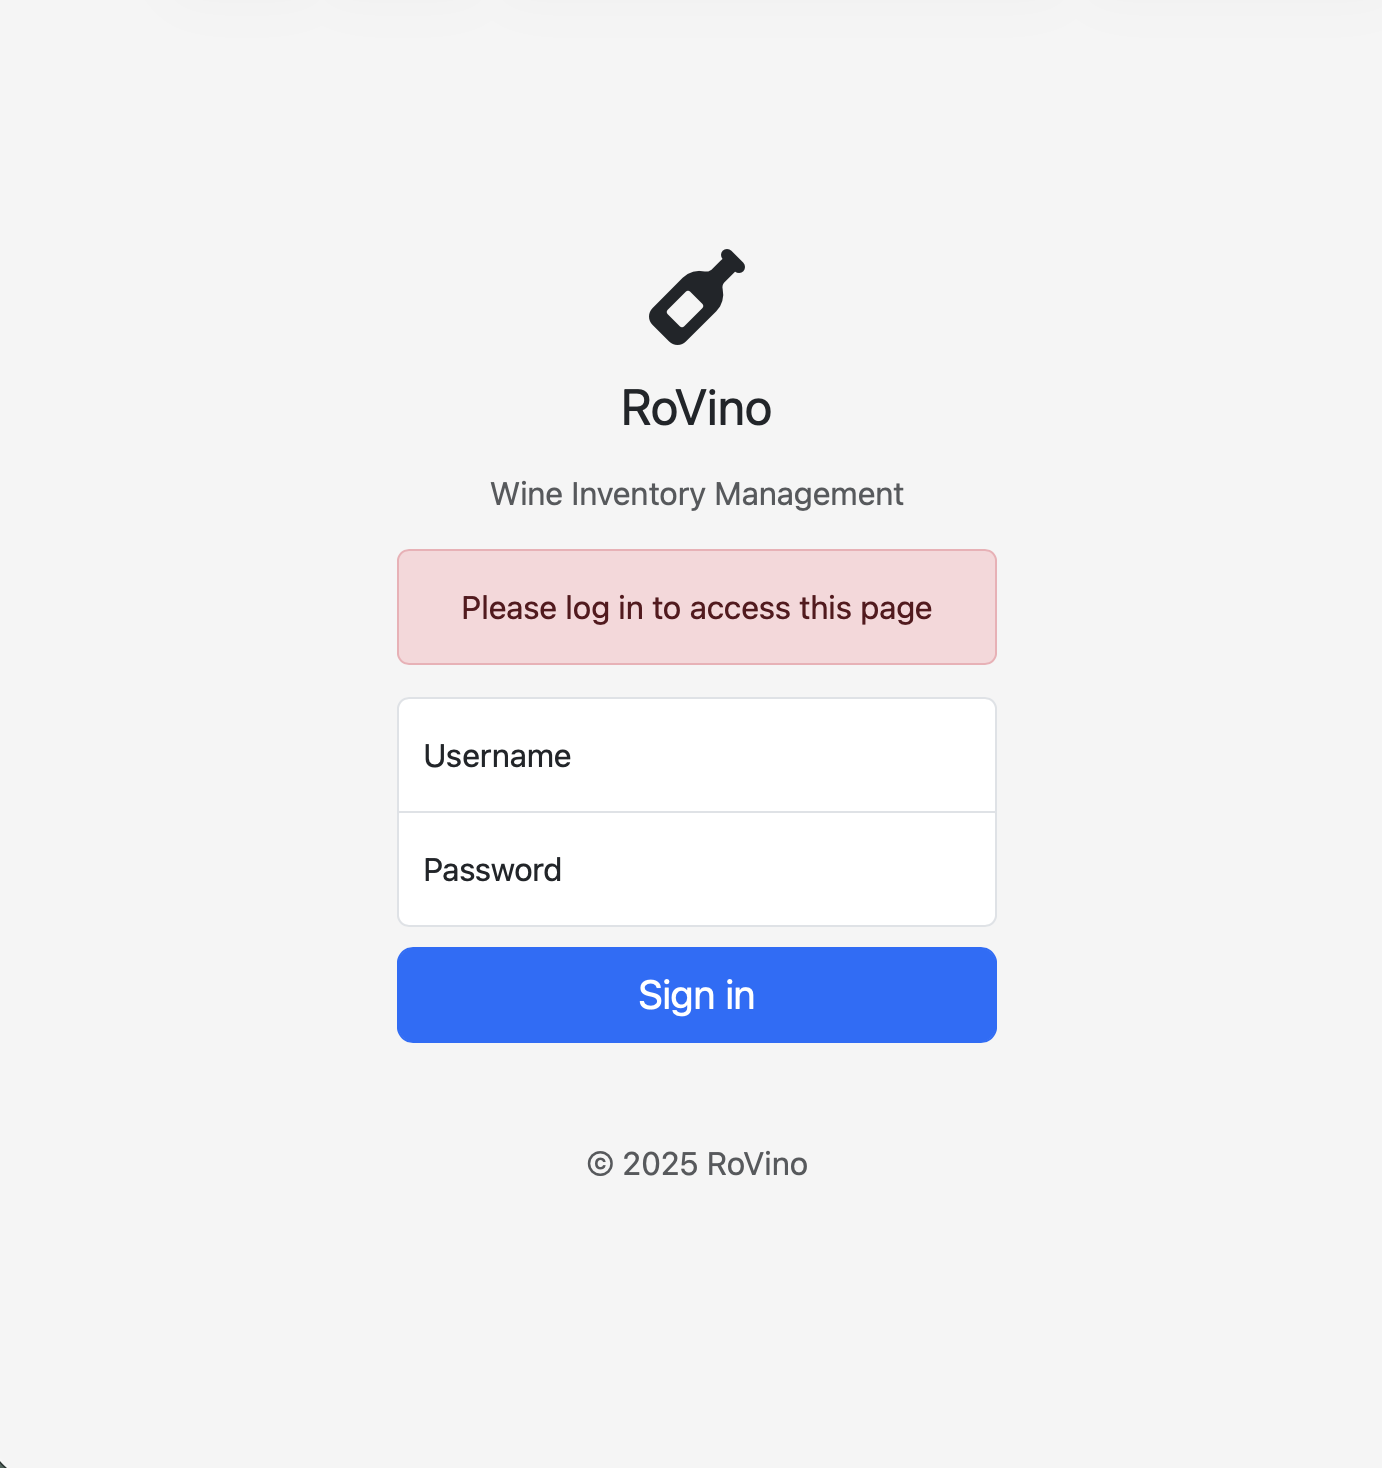 RoVino
Wine Inventory Management
Please log in to access this page
Username
Password
Sign in
© 2025 RoVino